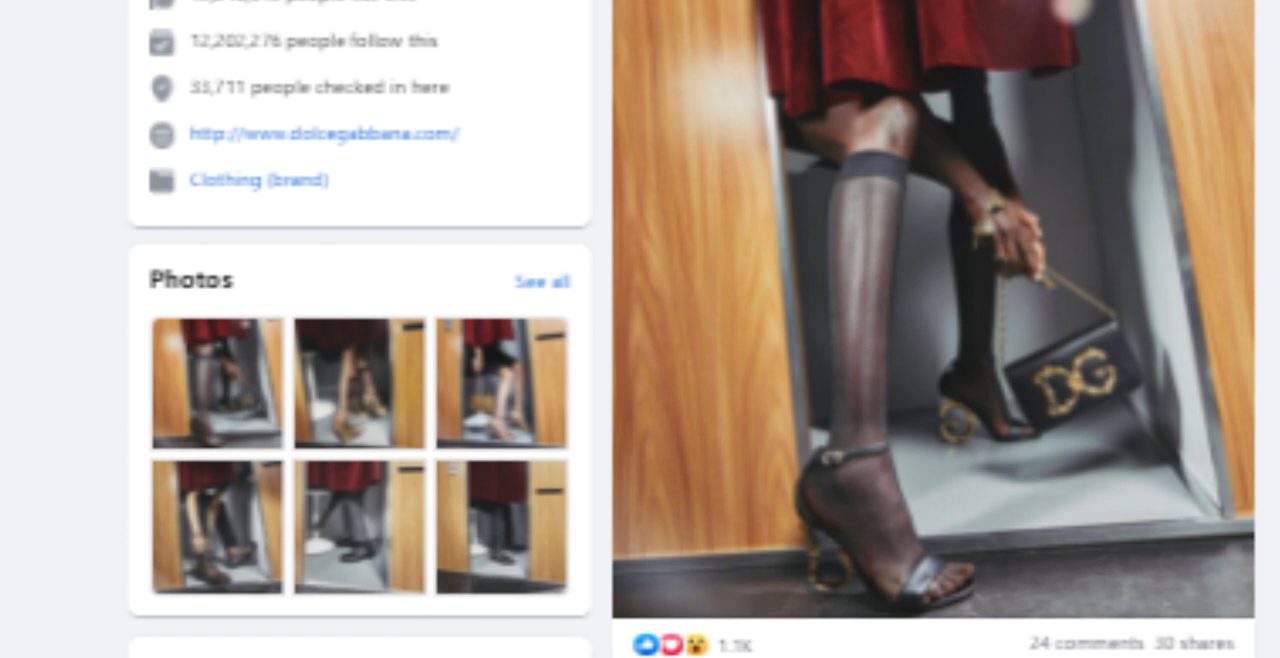 12,202,276 people follow this
33,711 people checked in here
http://www.dolcegabbana.com/
Clothing (brand)
Photos
See all
DG
1.1K
24 comments 30 shares